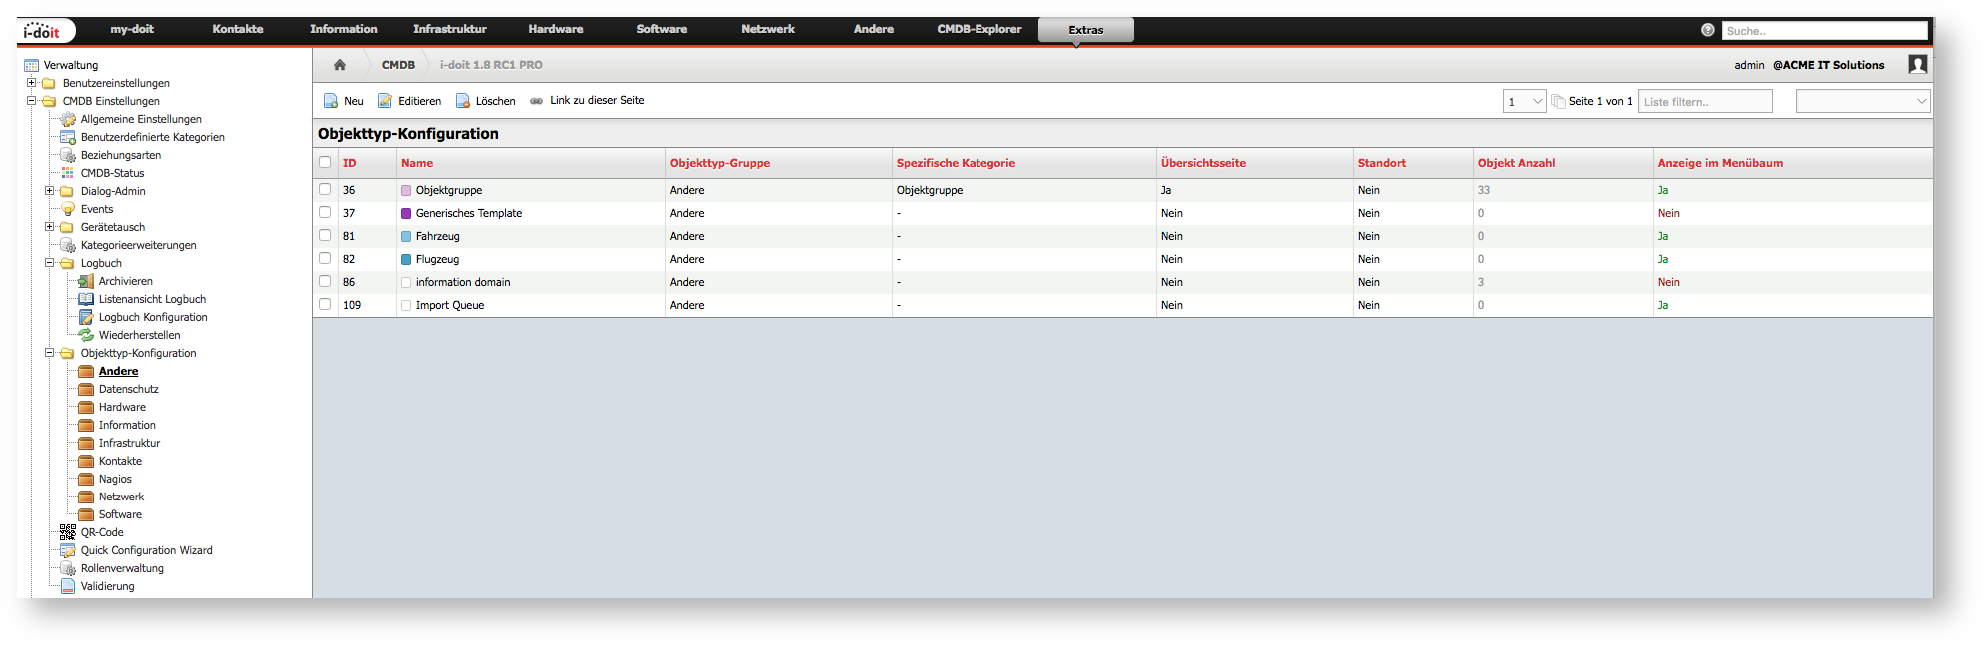 i-doit my-doit Kontakte Information Infrastruktur Hardware Software Netzwerk Andere CMDB-Explorer Extras ? Suche..
Verwaltung
Benutzereinstellungen
CMDB Einstellungen
Allgemeine Einstellungen
Benutzerdefinierte Kategorien
Beziehungsarten
CMDB-Status
Dialog-Admin
Events
Gerätetausch
Kategorieerweiterungen
Logbuch
Archivieren
Listenansicht Logbuch
Logbuch Konfiguration
Wiederherstellen
Objekttyp-Konfiguration
Andere
Datenschutz
Hardware
Information
Infrastruktur
Kontakte
Nagios
Netzwerk
Software
QR-Code
Quick Configuration Wizard
Rollenverwaltung
Validierung
CMDB i-doit 1.8 RC1 PRO admin @ACME IT Solutions
Neu Editieren Löschen Link zu dieser Seite 1 Seite 1 von 1 Liste filtern..
Objekttyp-Konfiguration
ID Name Objekttyp-Gruppe Spezifische Kategorie Übersichtsseite Standort Objekt Anzahl Anzeige im Menübaum
36 Objektgruppe Andere Objektgruppe Ja Nein 33 Ja
37 Generisches Template Andere - Nein Nein 0 Nein
81 Fahrzeug Andere - Nein Nein 0 Ja
82 Flugzeug Andere - Nein Nein 0 Ja
86 information domain Andere - Nein Nein 3 Nein
109 Import Queue Andere - Nein Nein 0 Ja